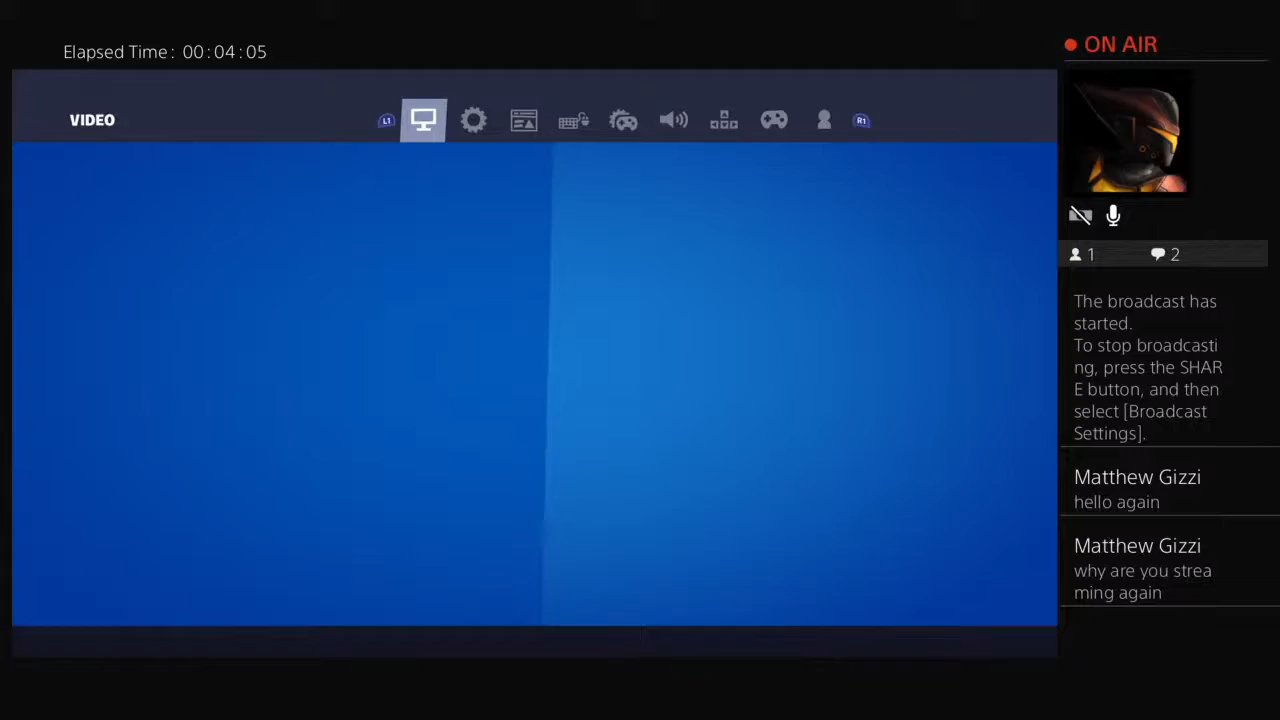 Elapsed Time: 00:04:05
ON AIR
VIDEO
L1
R1
1
2
The broadcast has
started.
To stop broadcasti
ng, press the SHAR
E button, and then
select [Broadcast
Settings].
Matthew Gizzi
hello again
Matthew Gizzi
why are you strea
ming again